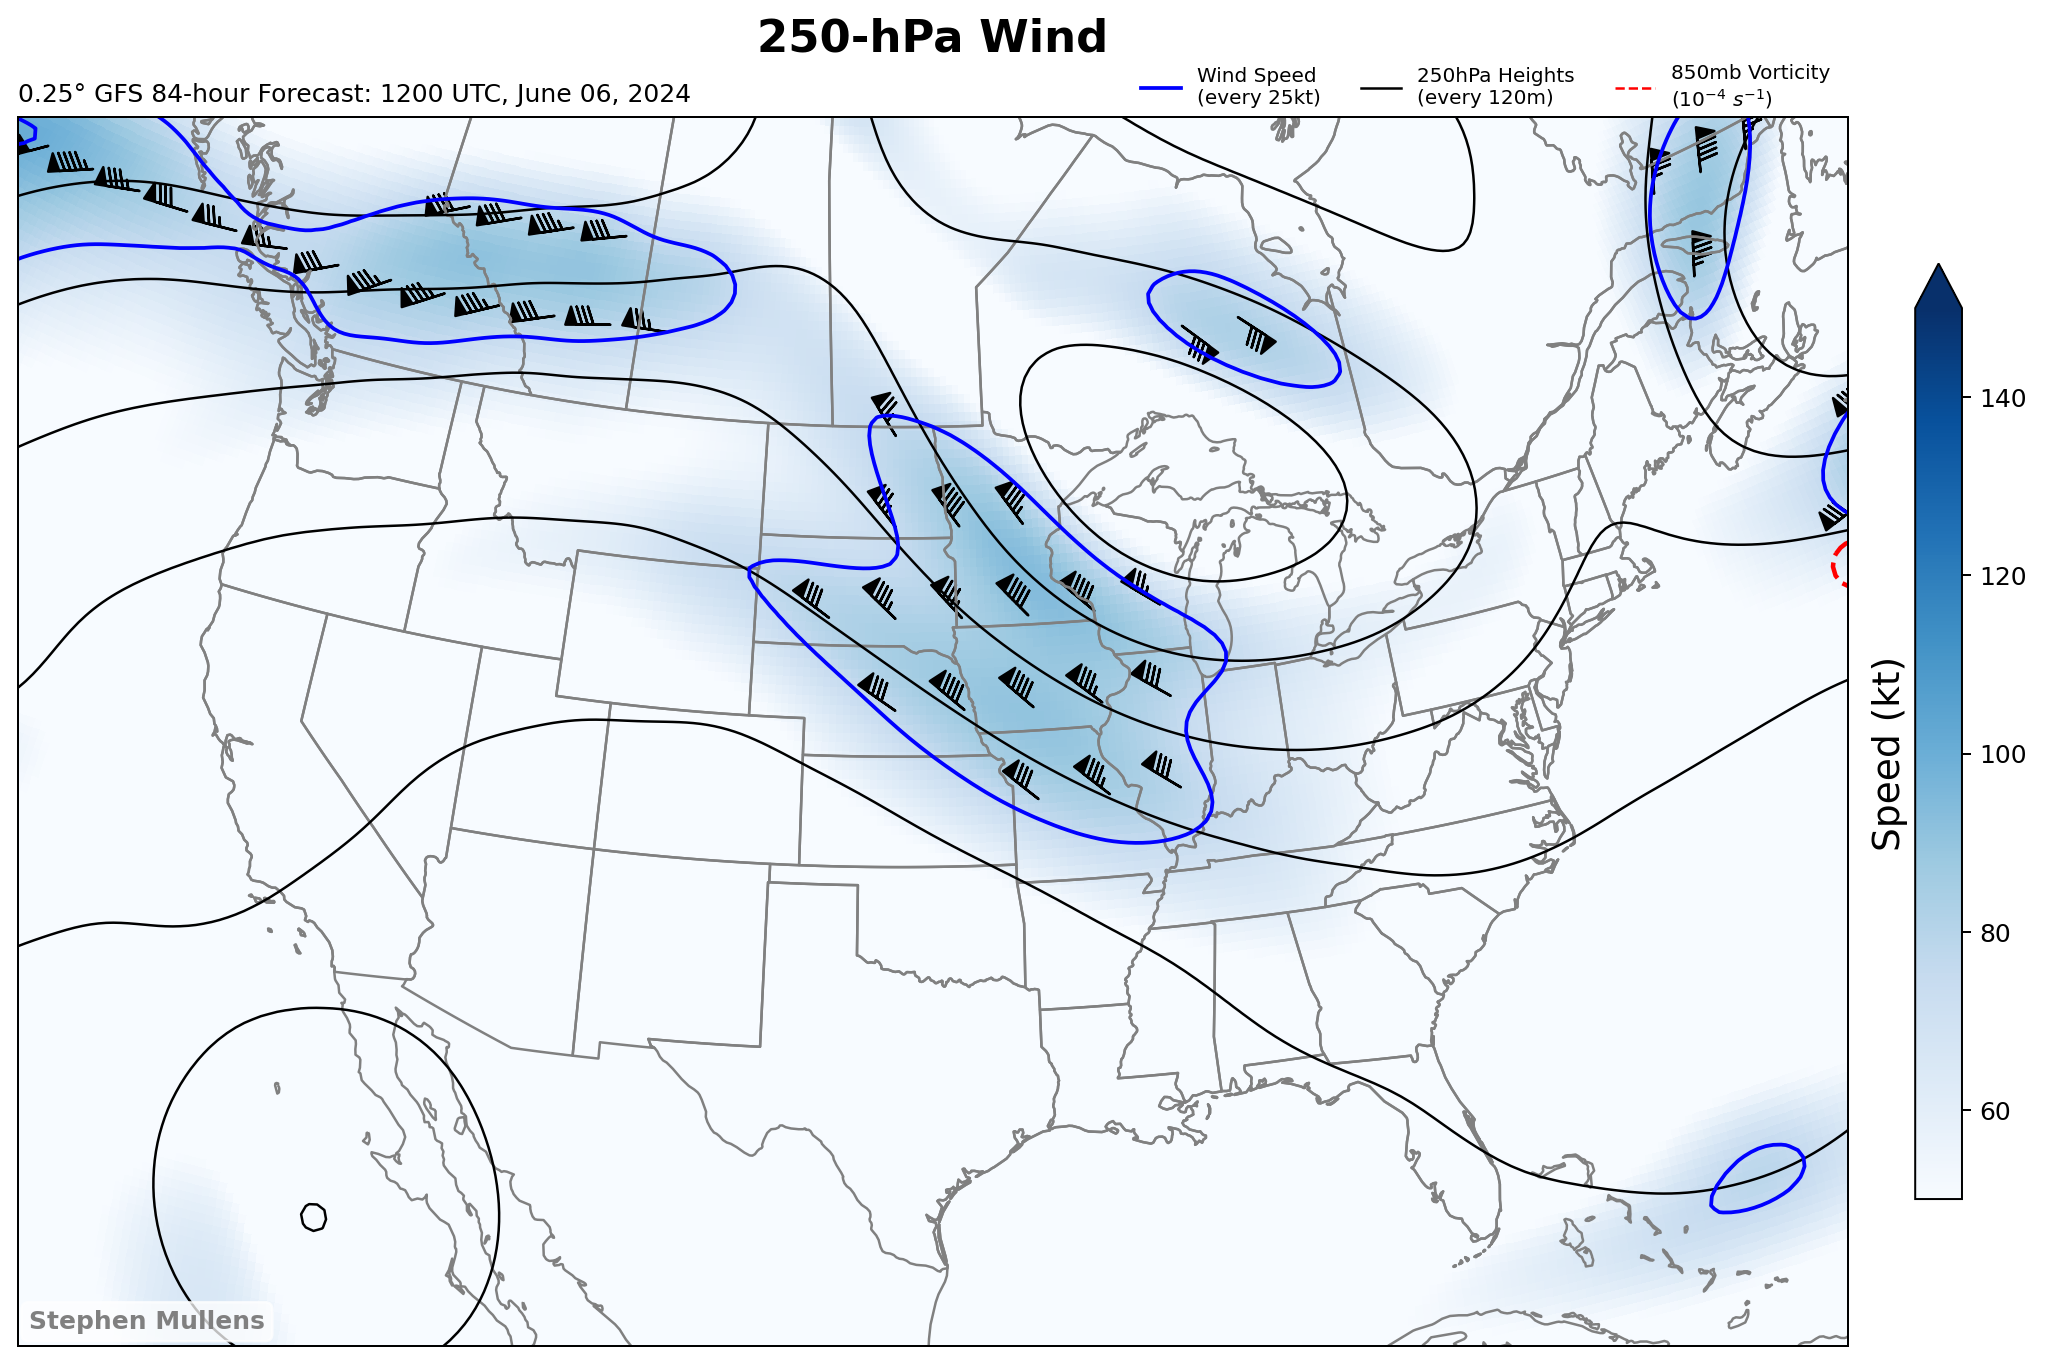 250-hPa Wind
0.25° GFS 84-hour Forecast: 1200 UTC, June 06, 2024
Wind Speed
(every 25kt)
250hPa Heights
(every 120m)
850mb Vorticity
(10⁻⁴ s⁻¹)
140
120
100
80
60
Speed (kt)
Stephen Mullens